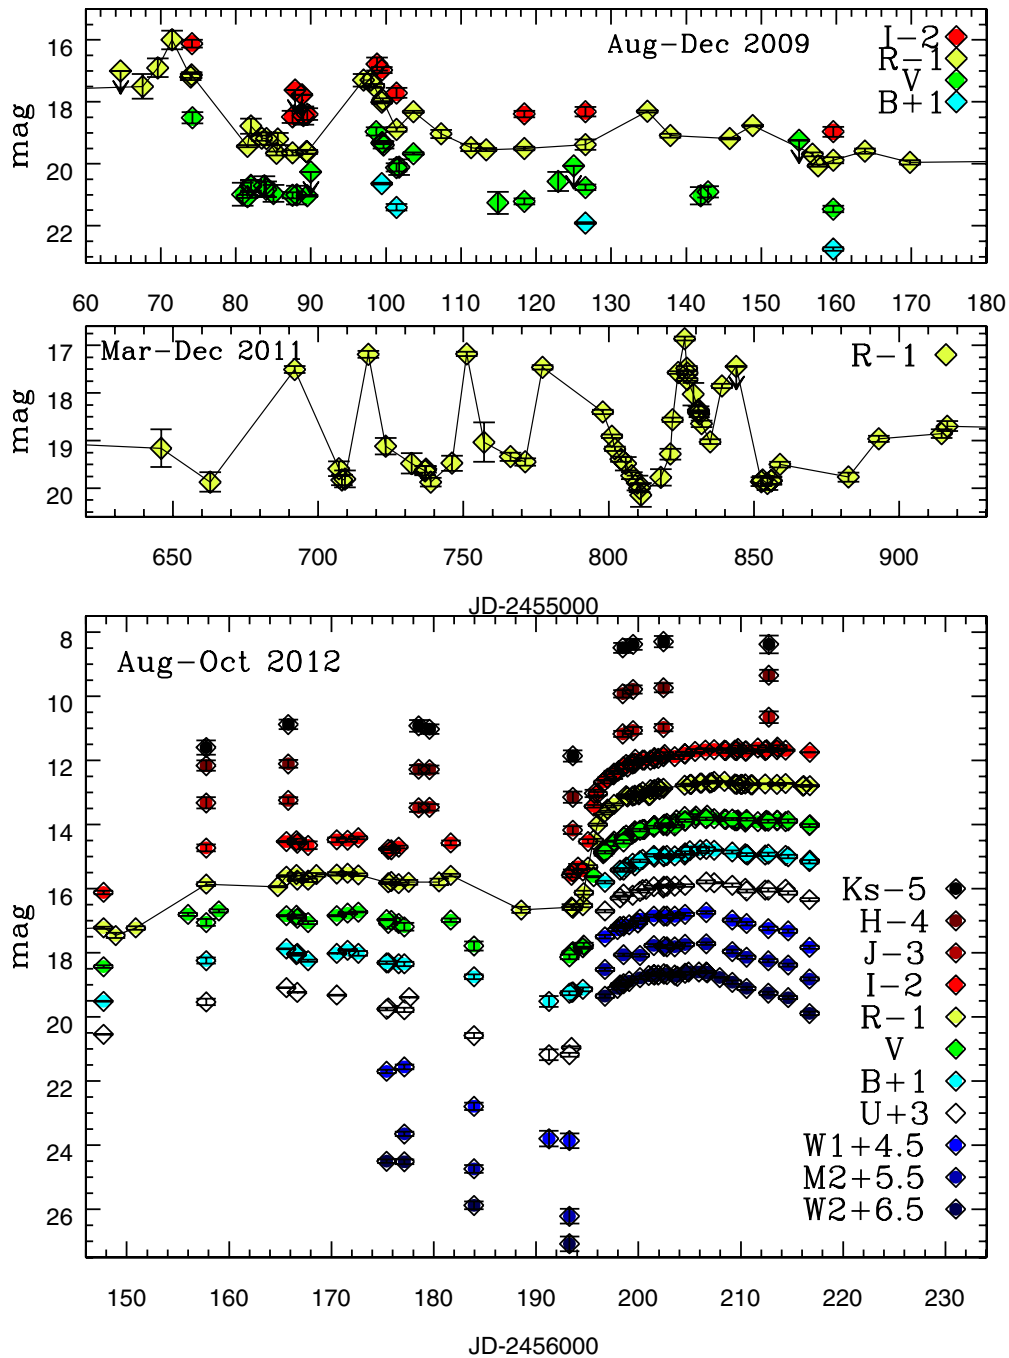 mag
16
18
20
22
Aug-Dec 2009
I-2
R-1
V
B+1
60 70 80 90 100 110 120 130 140 150 160 170 180
mag
17
18
19
20
Mar-Dec 2011
R-1
650 700 750 800 850 900
JD-2455000
mag
8
10
12
14
16
18
20
22
24
26
Aug-Oct 2012
Ks-5
H-4
J-3
I-2
R-1
V
B+1
U+3
W1+4.5
M2+5.5
W2+6.5
150 160 170 180 190 200 210 220 230
JD-2456000